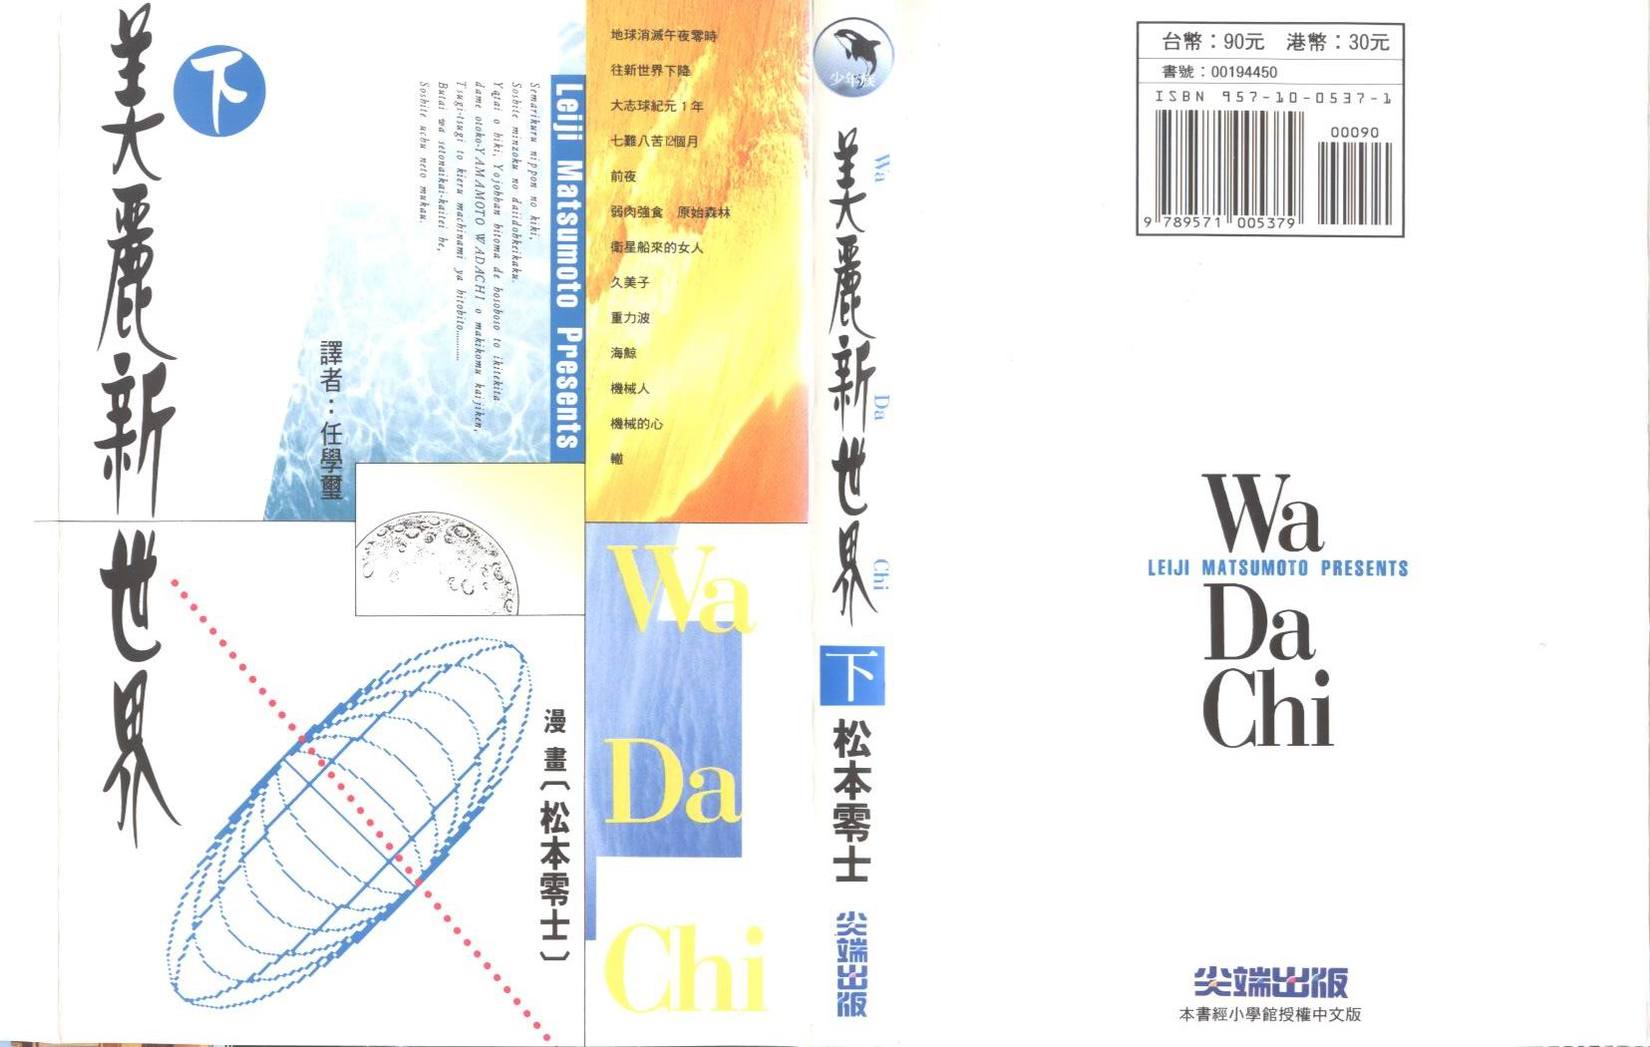 美麗新世界
下
Leiji Matsumoto Presents
Semarikuru nippon no kiki,
Soshite minzoku no daiidohkeikaku.
Yqtai o hiki, Yojohhan hitoma de hosoboso to ikitekita
dame otoko-YAMAMOTO WADACHI o makikomu kaijiken,
Tsugi-tsugi to kieru machinami ya hitobito............
Butai wa setonaikai-kaitei he,
Soshite uchu neto mukau.
譯者：任學璽
漫畫〔松本零士〕
地球消滅午夜零時
往新世界下降
大志球紀元1年
七難八苦12個月
前夜
弱肉強食 原始森林
衛星船來的女人
久美子
重力波
海鯨
機械人
機械的心
轍
Wa
Da
Chi
少年族
美麗新世界
Wa
Da
Chi
下
松本零士
尖端出版
台幣：90元 港幣：30元
書號：00194450
ISBN 957-10-0537-1
00090
9 789571 005379
Wa
LEIJI MATSUMOTO PRESENTS
Da
Chi
尖端出版
本書經小學館授權中文版